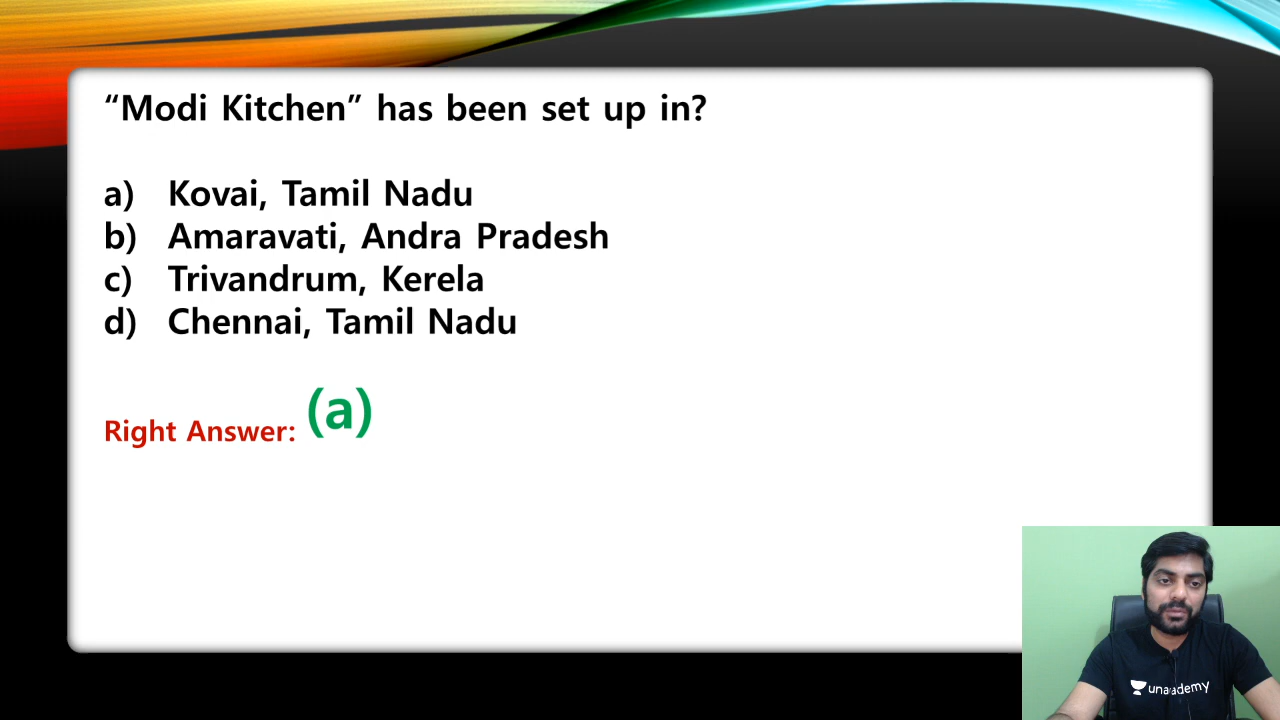 “Modi Kitchen” has been set up in?
a) Kovai, Tamil Nadu
b) Amaravati, Andra Pradesh
c) Trivandrum, Kerela
d) Chennai, Tamil Nadu
Right Answer: (a)
unacademy